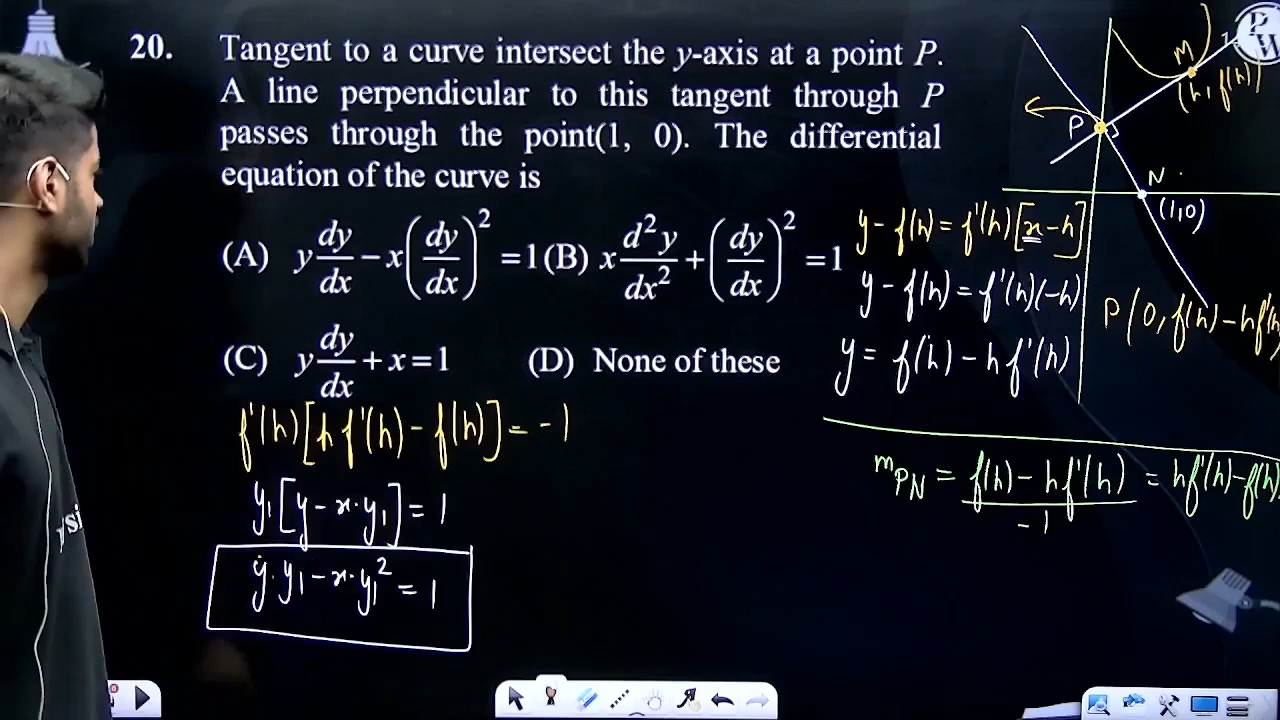 20. Tangent to a curve intersect the y-axis at a point P.
A line perpendicular to this tangent through P
passes through the point(1, 0). The differential
equation of the curve is
(A) y dy/dx − x(dy/dx)² = 1 (B) x d²y/dx² + (dy/dx)² = 1
(C) y dy/dx + x = 1 (D) None of these
f'(h)[h f'(h) − f(h)] = −1
y₁[y − x·y₁] = 1
y·y₁ − x·y₁² = 1
M
(h, f(h))
P
N
(1,0)
y − f(h) = f'(h)[x − h]
y − f(h) = f'(h)(−h)
y = f(h) − h f'(h)
P(0, f(h) − hf'(h
m_PN = f(h) − hf'(h) / −1 = hf'(h) − f(h)
P
W
ysi